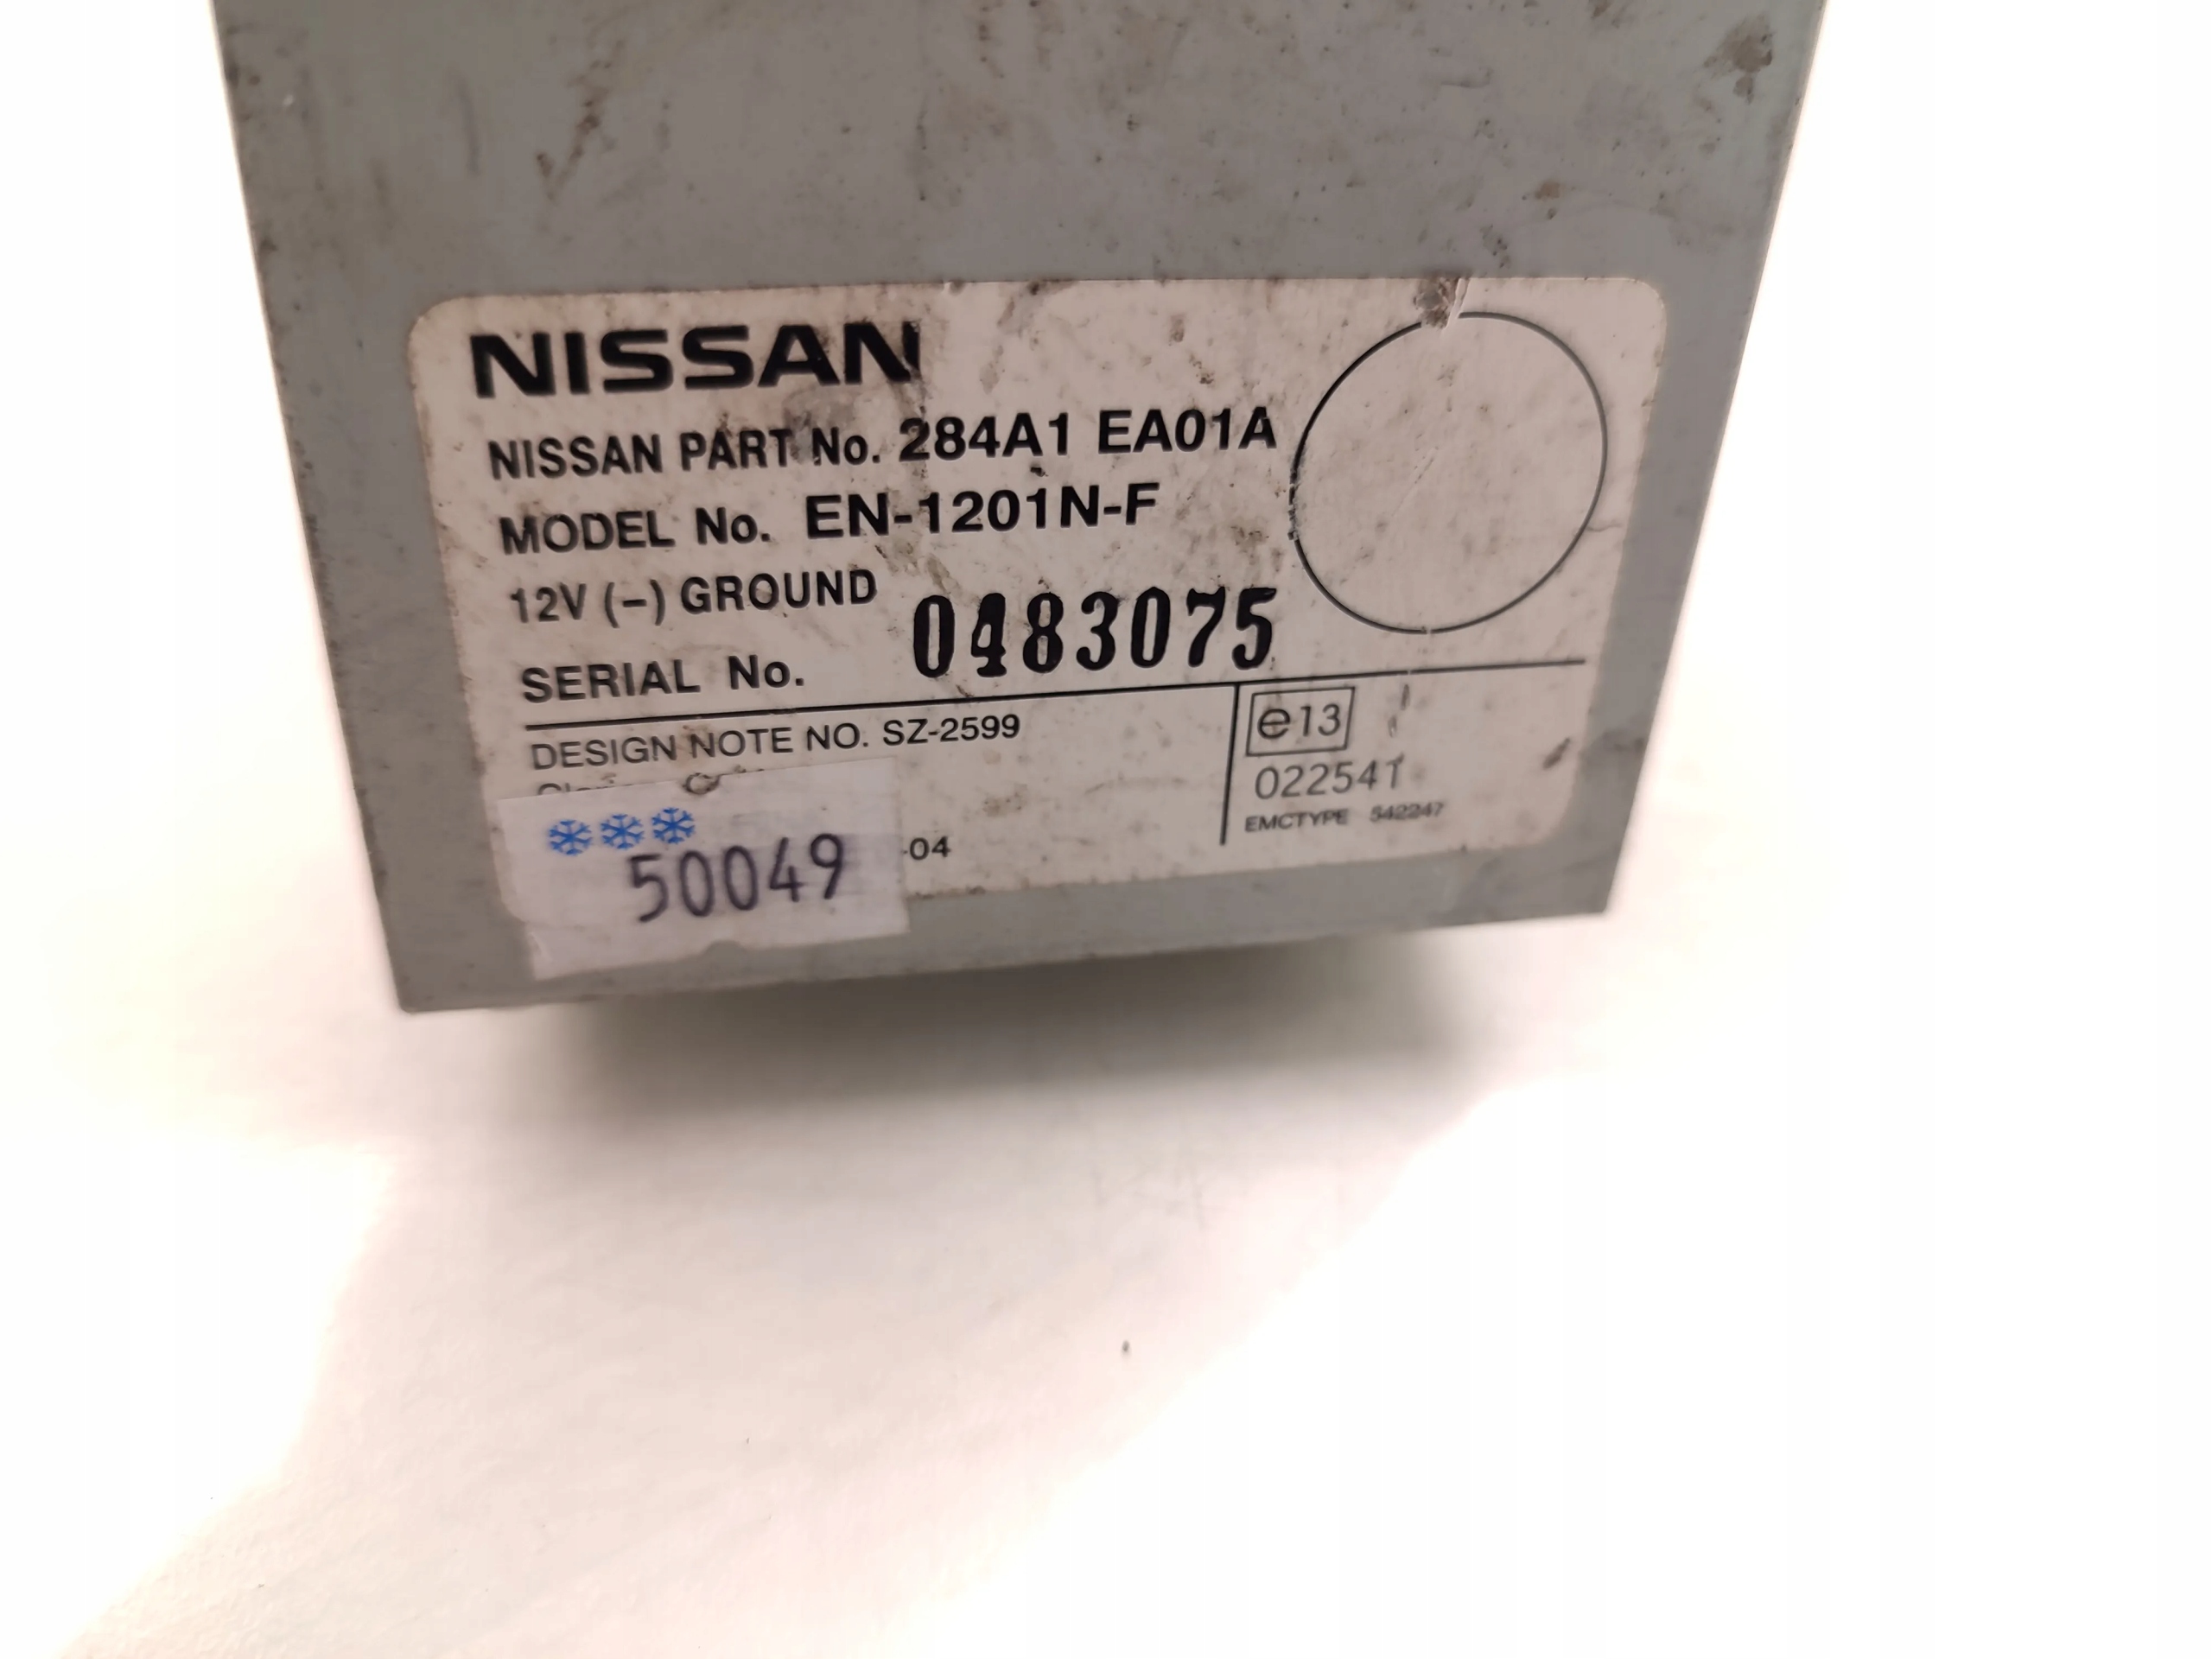 NISSAN
NISSAN PART No. 284A1 EA01A
MODEL No. EN-1201N-F
12V (–) GROUND
SERIAL No. 0483075
DESIGN NOTE NO. SZ-2599
-04
50049
e13
022541
EMCTYPE 542247